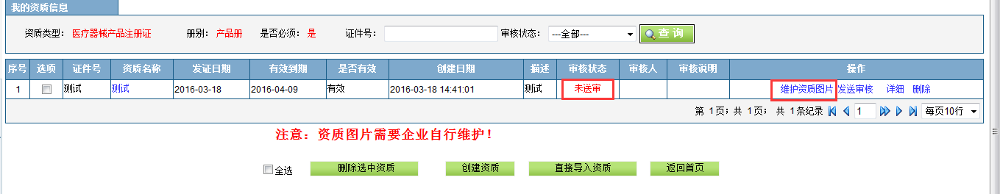 我的资质信息
资质类型: 医疗器械产品注册证 册别: 产品册 是否必须: 是 证件号: 审核状态: ---全部--- 查 询
序号 选项 证件号 资质名称 发证日期 有效到期 是否有效 创建日期 描述 审核状态 审核人 审核说明 操作
1 测试 测试 2016-03-18 2016-04-09 有效 2016-03-18 14:41:01 测试 未送审 维护资质图片 发送审核 详细 删除
第 1页; 共 1页; 共 1条纪录 1 每页10行
注意: 资质图片需要企业自行维护!
全选 删除选中资质 创建资质 直接导入资质 返回首页